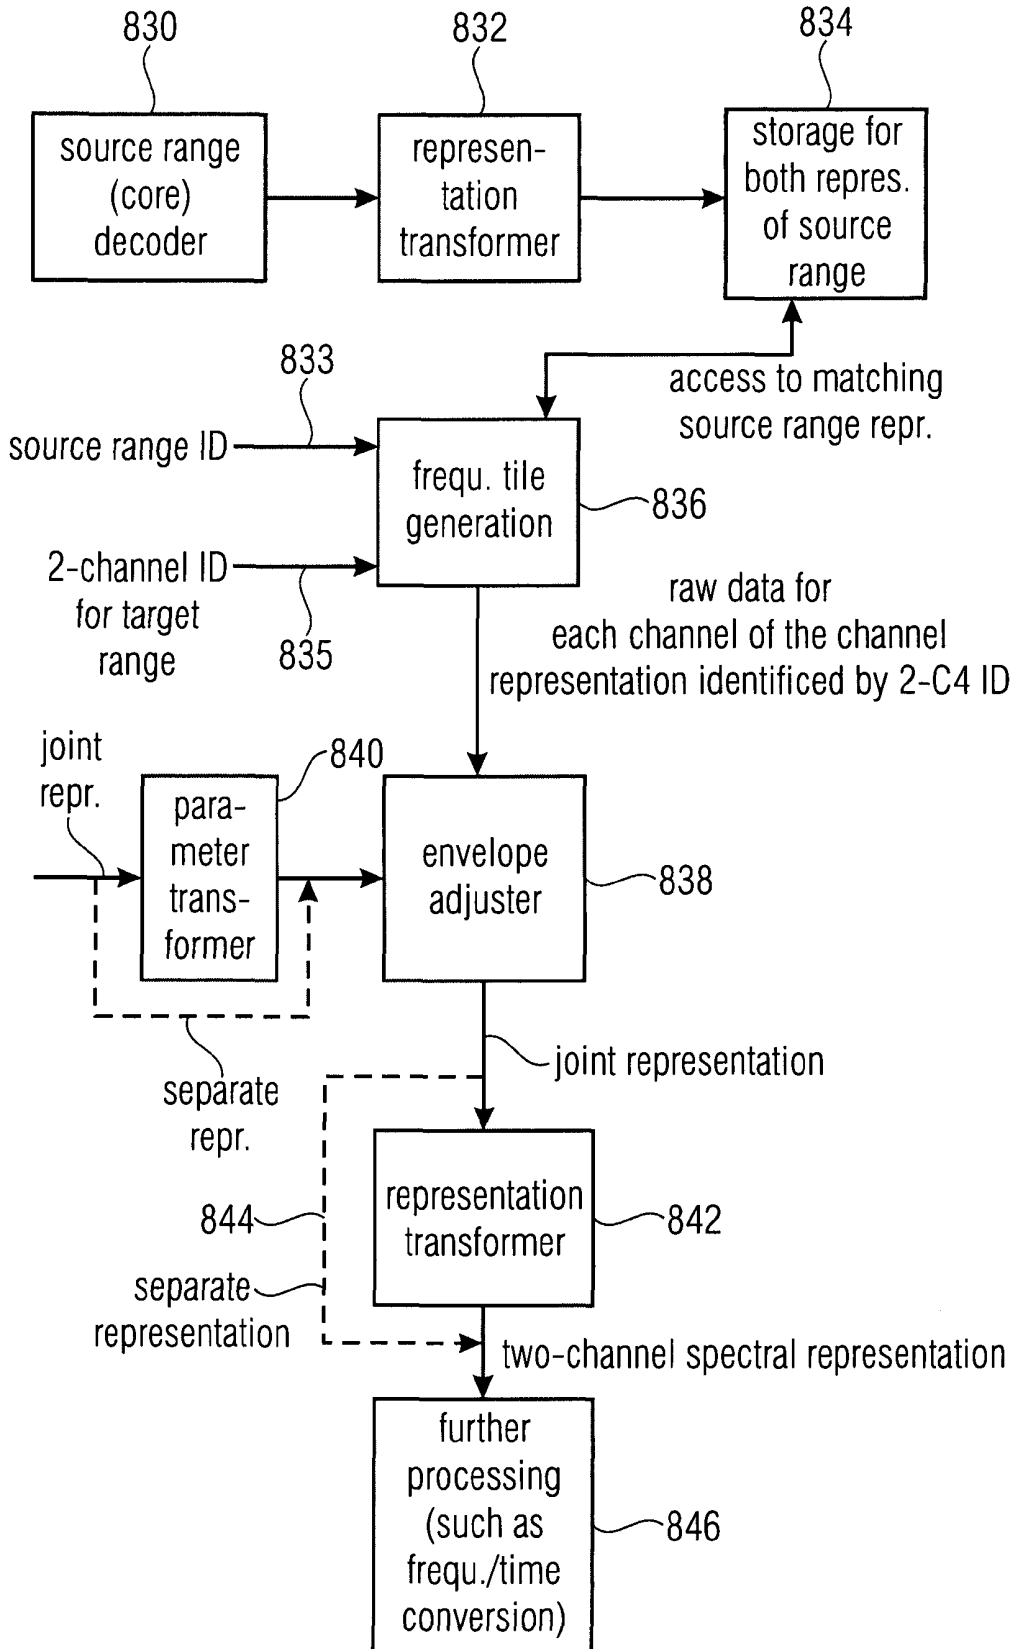 830
832
834
source range
(core)
decoder
represen-
tation
transformer
storage for
both repres.
of source
range
833
access to matching
source range repr.
source range ID
frequ. tile
generation
836
2-channel ID
for target
range
835
raw data for
each channel of the channel
representation identificed by 2-C4 ID
joint
repr.
840
para-
meter
trans-
former
envelope
adjuster
838
separate
repr.
joint representation
844
representation
transformer
842
separate
representation
two-channel spectral representation
further
processing
(such as
frequ./time
conversion)
846